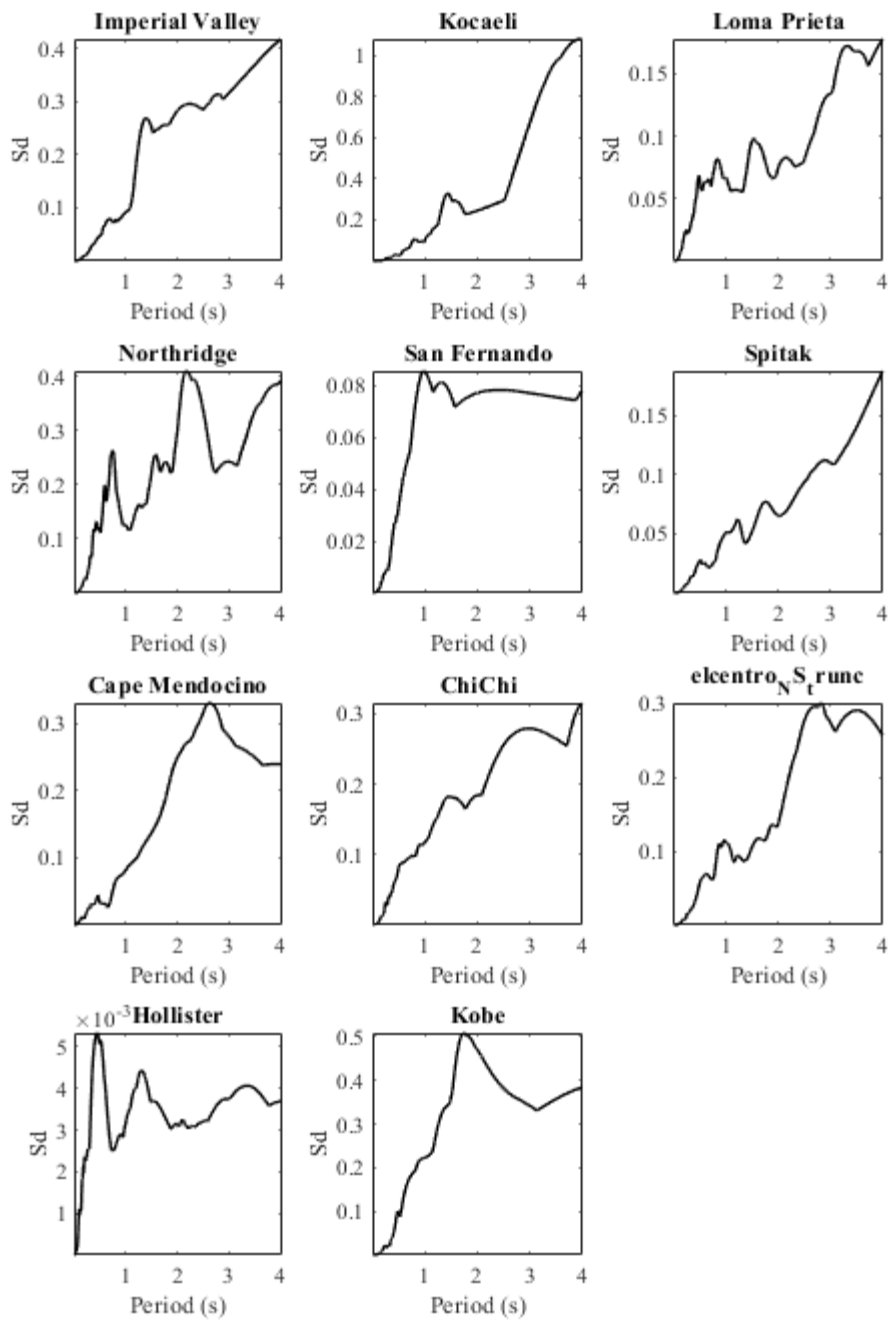 Imperial Valley
0.4
0.3
0.2
0.1
Sd
1 2 3 4
Period (s)
Kocaeli
1
0.8
0.6
0.4
0.2
Sd
1 2 3 4
Period (s)
Loma Prieta
0.15
0.1
0.05
Sd
1 2 3 4
Period (s)
Northridge
0.4
0.3
0.2
0.1
Sd
1 2 3 4
Period (s)
San Fernando
0.08
0.06
0.04
0.02
Sd
1 2 3 4
Period (s)
Spitak
0.15
0.1
0.05
Sd
1 2 3 4
Period (s)
Cape Mendocino
0.3
0.2
0.1
Sd
1 2 3 4
Period (s)
ChiChi
0.3
0.2
0.1
Sd
1 2 3 4
Period (s)
elcentro_NS_trunc
0.3
0.2
0.1
Sd
1 2 3 4
Period (s)
×10⁻³ Hollister
5
4
3
2
1
Sd
1 2 3 4
Period (s)
Kobe
0.5
0.4
0.3
0.2
0.1
Sd
1 2 3 4
Period (s)